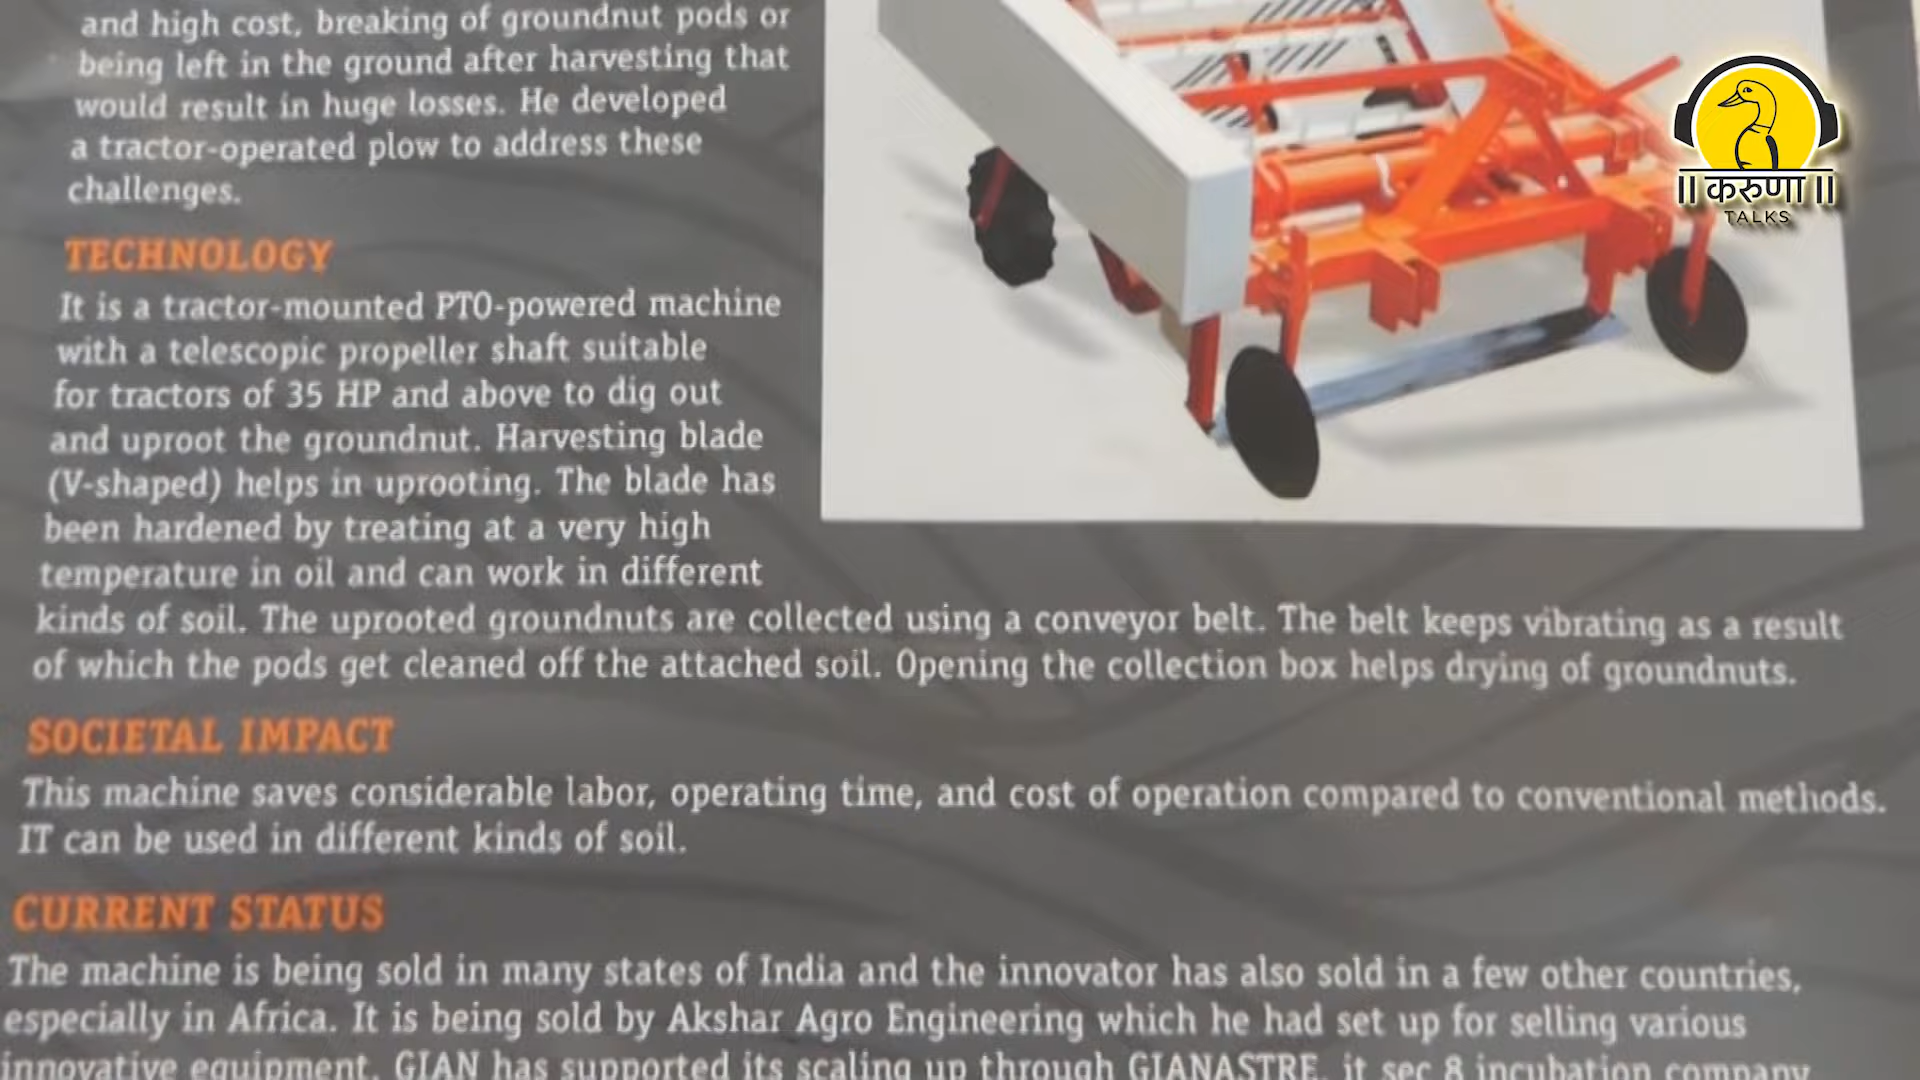 and high cost, breaking of groundnut pods or
being left in the ground after harvesting that
would result in huge losses. He developed
a tractor-operated plow to address these
challenges.
TECHNOLOGY
It is a tractor-mounted PTO-powered machine
with a telescopic propeller shaft suitable
for tractors of 35 HP and above to dig out
and uproot the groundnut. Harvesting blade
(V-shaped) helps in uprooting. The blade has
been hardened by treating at a very high
temperature in oil and can work in different
kinds of soil. The uprooted groundnuts are collected using a conveyor belt. The belt keeps vibrating as a result
of which the pods get cleaned off the attached soil. Opening the collection box helps drying of groundnuts.
SOCIETAL IMPACT
This machine saves considerable labor, operating time, and cost of operation compared to conventional methods.
IT can be used in different kinds of soil.
CURRENT STATUS
The machine is being sold in many states of India and the innovator has also sold in a few other countries,
especially in Africa. It is being sold by Akshar Agro Engineering which he had set up for selling various
innovative equipment. GIAN has supported its scaling up through GIANASTRE, it sec 8 incubation company
॥ करुणा ॥
TALKS